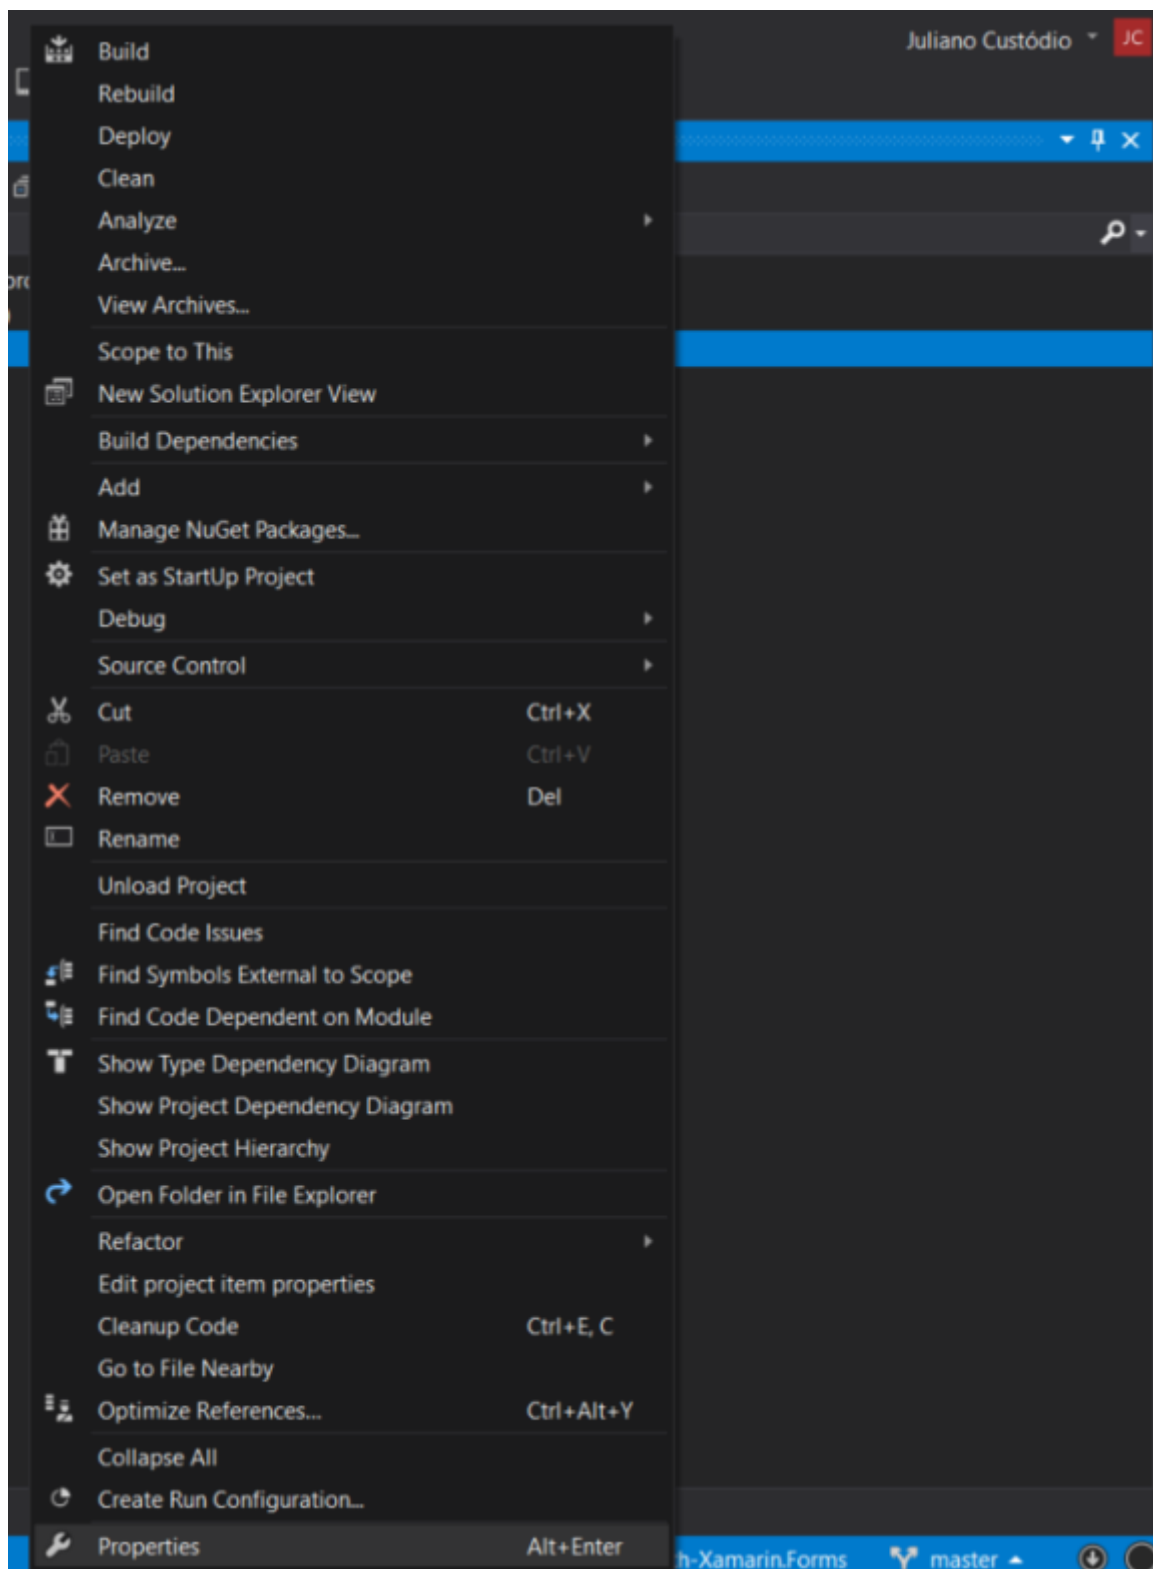 Juliano Custódio JC
Build
Rebuild
Deploy
Clean
Analyze
Archive...
View Archives...
Scope to This
New Solution Explorer View
Build Dependencies
Add
Manage NuGet Packages...
Set as StartUp Project
Debug
Source Control
Cut Ctrl+X
Paste Ctrl+V
Remove Del
Rename
Unload Project
Find Code Issues
Find Symbols External to Scope
Find Code Dependent on Module
Show Type Dependency Diagram
Show Project Dependency Diagram
Show Project Hierarchy
Open Folder in File Explorer
Refactor
Edit project item properties
Cleanup Code Ctrl+E, C
Go to File Nearby
Optimize References... Ctrl+Alt+Y
Collapse All
Create Run Configuration...
Properties Alt+Enter
h-Xamarin.Forms master